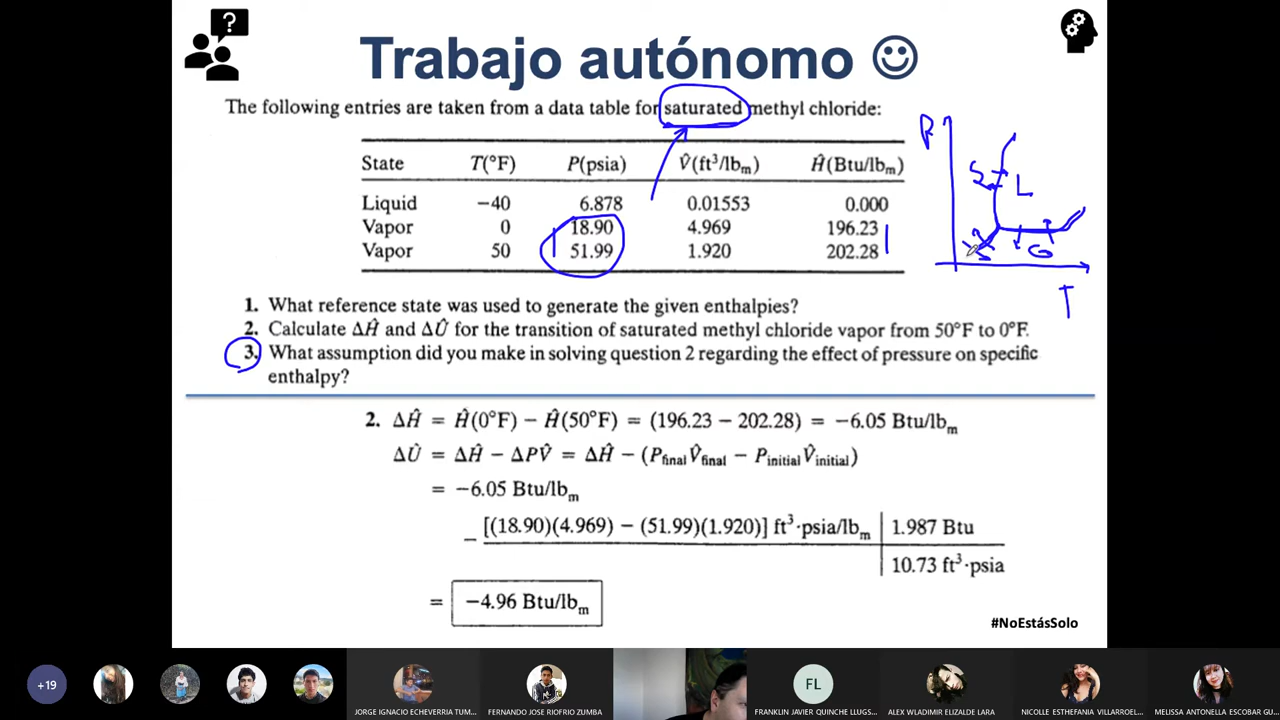 Trabajo autónomo
The following entries are taken from a data table for saturated methyl chloride:
State T(°F) P(psia) V̂(ft³/lbₘ) Ĥ(Btu/lbₘ)
Liquid −40 6.878 0.01553 0.000
Vapor 0 18.90 4.969 196.23
Vapor 50 51.99 1.920 202.28
P
S
L
S
G
T
1. What reference state was used to generate the given enthalpies?
2. Calculate ΔĤ and ΔÛ for the transition of saturated methyl chloride vapor from 50°F to 0°F.
3. What assumption did you make in solving question 2 regarding the effect of pressure on specific
enthalpy?
2. ΔĤ = Ĥ(0°F) − Ĥ(50°F) = (196.23 − 202.28) = −6.05 Btu/lbₘ
ΔÛ = ΔĤ − ΔPV̂ = ΔĤ − (Pfinal V̂final − Pinitial V̂initial)
= −6.05 Btu/lbₘ
− [(18.90)(4.969) − (51.99)(1.920)] ft³·psia/lbₘ | 1.987 Btu
10.73 ft³·psia
= −4.96 Btu/lbₘ
#NoEstásSolo
+19
JORGE IGNACIO ECHEVERRIA TUM...
FERNANDO JOSE RIOFRIO ZUMBA
FL
FRANKLIN JAVIER QUINCHE LLUGS...
ALEX WLADIMIR ELIZALDE LARA
NICOLLE ESTHEFANIA VILLARROEL...
MELISSA ANTONELLA ESCOBAR GU...